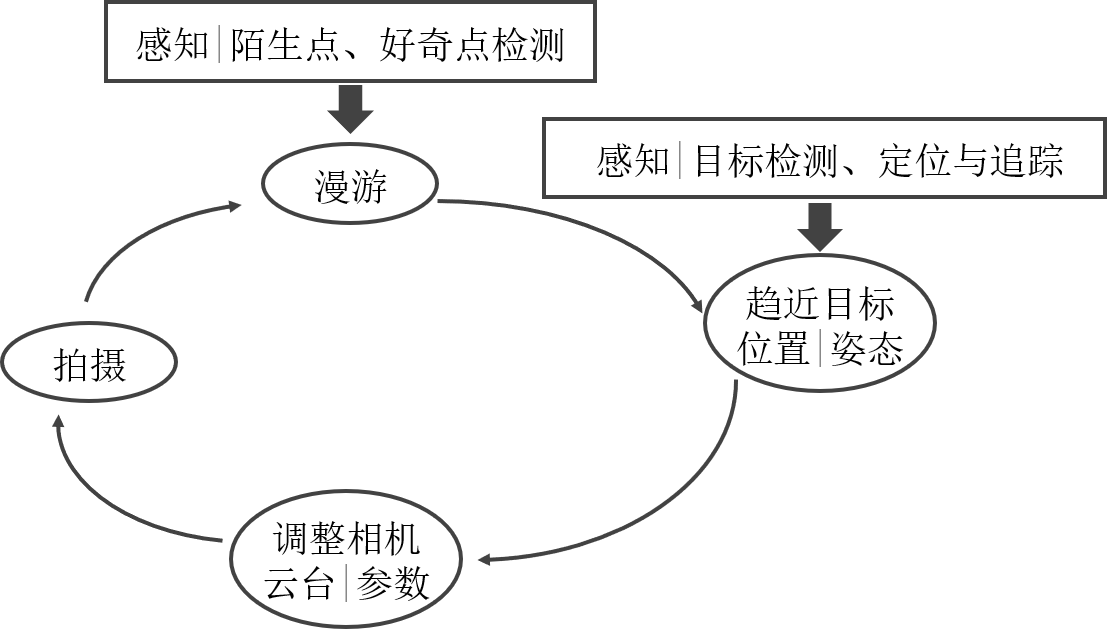 感知|陌生点、好奇点检测
感知|目标检测、定位与追踪
漫游
趋近目标
位置|姿态
拍摄
调整相机
云台|参数